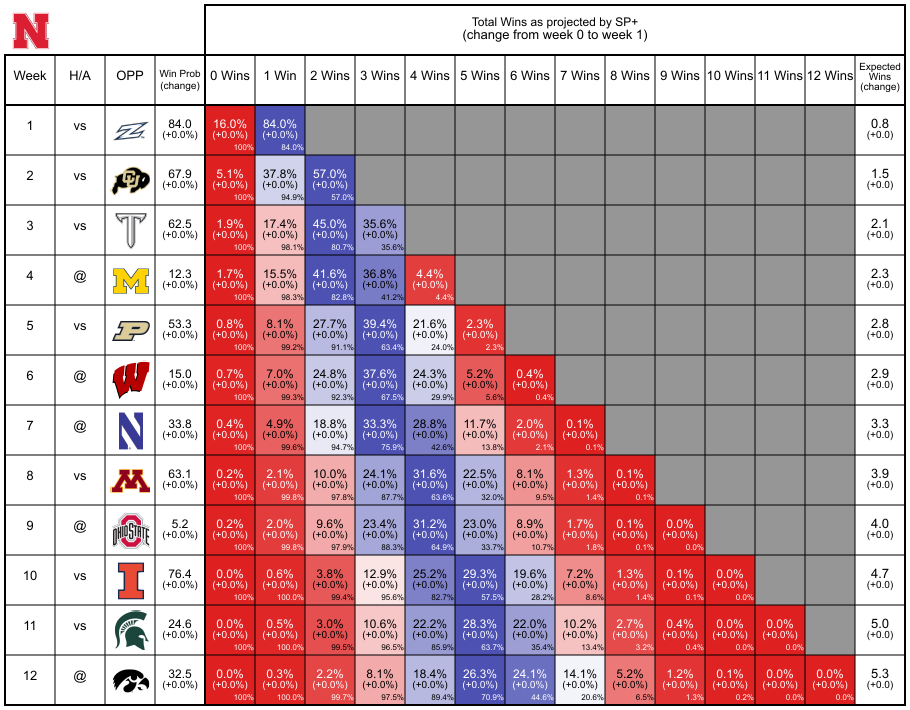 N
Total Wins as projected by SP+
(change from week 0 to week 1)
Week H/A OPP Win Prob (change) 0 Wins 1 Win 2 Wins 3 Wins 4 Wins 5 Wins 6 Wins 7 Wins 8 Wins 9 Wins 10 Wins 11 Wins 12 Wins Expected Wins (change)
1 vs Z 84.0 16.0% 84.0% 0.8
(+0.0%) (+0.0%) (+0.0%) (+0.0)
100% 84.0%
2 vs CU 67.9 5.1% 37.8% 57.0% 1.5
(+0.0%) (+0.0%) (+0.0%) (+0.0%) (+0.0)
100% 94.9% 57.0%
3 vs T 62.5 1.9% 17.4% 45.0% 35.6% 2.1
(+0.0%) (+0.0%) (+0.0%) (+0.0%) (+0.0%) (+0.0)
100% 98.1% 80.7% 35.6%
4 @ M 12.3 1.7% 15.5% 41.6% 36.8% 4.4% 2.3
(+0.0%) (+0.0%) (+0.0%) (+0.0%) (+0.0%) (+0.0%) (+0.0)
100% 98.3% 82.8% 41.2% 4.4%
5 vs P 53.3 0.8% 8.1% 27.7% 39.4% 21.6% 2.3% 2.8
(+0.0%) (+0.0%) (+0.0%) (+0.0%) (+0.0%) (+0.0%) (+0.0%) (+0.0)
100% 99.2% 91.1% 63.4% 24.0% 2.3%
6 @ W 15.0 0.7% 7.0% 24.8% 37.6% 24.3% 5.2% 0.4% 2.9
(+0.0%) (+0.0%) (+0.0%) (+0.0%) (+0.0%) (+0.0%) (+0.0%) (+0.0%) (+0.0)
100% 99.3% 92.3% 67.5% 29.9% 5.6% 0.4%
7 @ N 33.8 0.4% 4.9% 18.8% 33.3% 28.8% 11.7% 2.0% 0.1% 3.3
(+0.0%) (+0.0%) (+0.0%) (+0.0%) (+0.0%) (+0.0%) (+0.0%) (+0.0%) (+0.0%) (+0.0)
100% 99.6% 94.7% 75.9% 42.6% 13.8% 2.1% 0.1%
8 vs M 63.1 0.2% 2.1% 10.0% 24.1% 31.6% 22.5% 8.1% 1.3% 0.1% 3.9
(+0.0%) (+0.0%) (+0.0%) (+0.0%) (+0.0%) (+0.0%) (+0.0%) (+0.0%) (+0.0%) (+0.0%) (+0.0)
100% 99.8% 97.8% 87.7% 63.6% 32.0% 9.5% 1.4% 0.1%
9 @ OHIO STATE 5.2 0.2% 2.0% 9.6% 23.4% 31.2% 23.0% 8.9% 1.7% 0.1% 0.0% 4.0
(+0.0%) (+0.0%) (+0.0%) (+0.0%) (+0.0%) (+0.0%) (+0.0%) (+0.0%) (+0.0%) (+0.0%) (+0.0%) (+0.0)
100% 99.8% 97.9% 88.3% 64.9% 33.7% 10.7% 1.8% 0.1% 0.0%
10 vs I 76.4 0.0% 0.6% 3.8% 12.9% 25.2% 29.3% 19.6% 7.2% 1.3% 0.1% 0.0% 4.7
(+0.0%) (+0.0%) (+0.0%) (+0.0%) (+0.0%) (+0.0%) (+0.0%) (+0.0%) (+0.0%) (+0.0%) (+0.0%) (+0.0%) (+0.0)
100% 100.0% 99.4% 95.6% 82.7% 57.5% 28.2% 8.6% 1.4% 0.1% 0.0%
11 vs 24.6 0.0% 0.5% 3.0% 10.6% 22.2% 28.3% 22.0% 10.2% 2.7% 0.4% 0.0% 0.0% 5.0
(+0.0%) (+0.0%) (+0.0%) (+0.0%) (+0.0%) (+0.0%) (+0.0%) (+0.0%) (+0.0%) (+0.0%) (+0.0%) (+0.0%) (+0.0%) (+0.0)
100% 100.0% 99.5% 96.5% 85.9% 63.7% 35.4% 13.4% 3.2% 0.4% 0.0% 0.0%
12 @ 32.5 0.0% 0.3% 2.2% 8.1% 18.4% 26.3% 24.1% 14.1% 5.2% 1.2% 0.1% 0.0% 0.0% 5.3
(+0.0%) (+0.0%) (+0.0%) (+0.0%) (+0.0%) (+0.0%) (+0.0%) (+0.0%) (+0.0%) (+0.0%) (+0.0%) (+0.0%) (+0.0%) (+0.0%) (+0.0)
100% 100.0% 99.7% 97.5% 89.4% 70.9% 44.6% 20.6% 6.5% 1.3% 0.2% 0.0% 0.0%